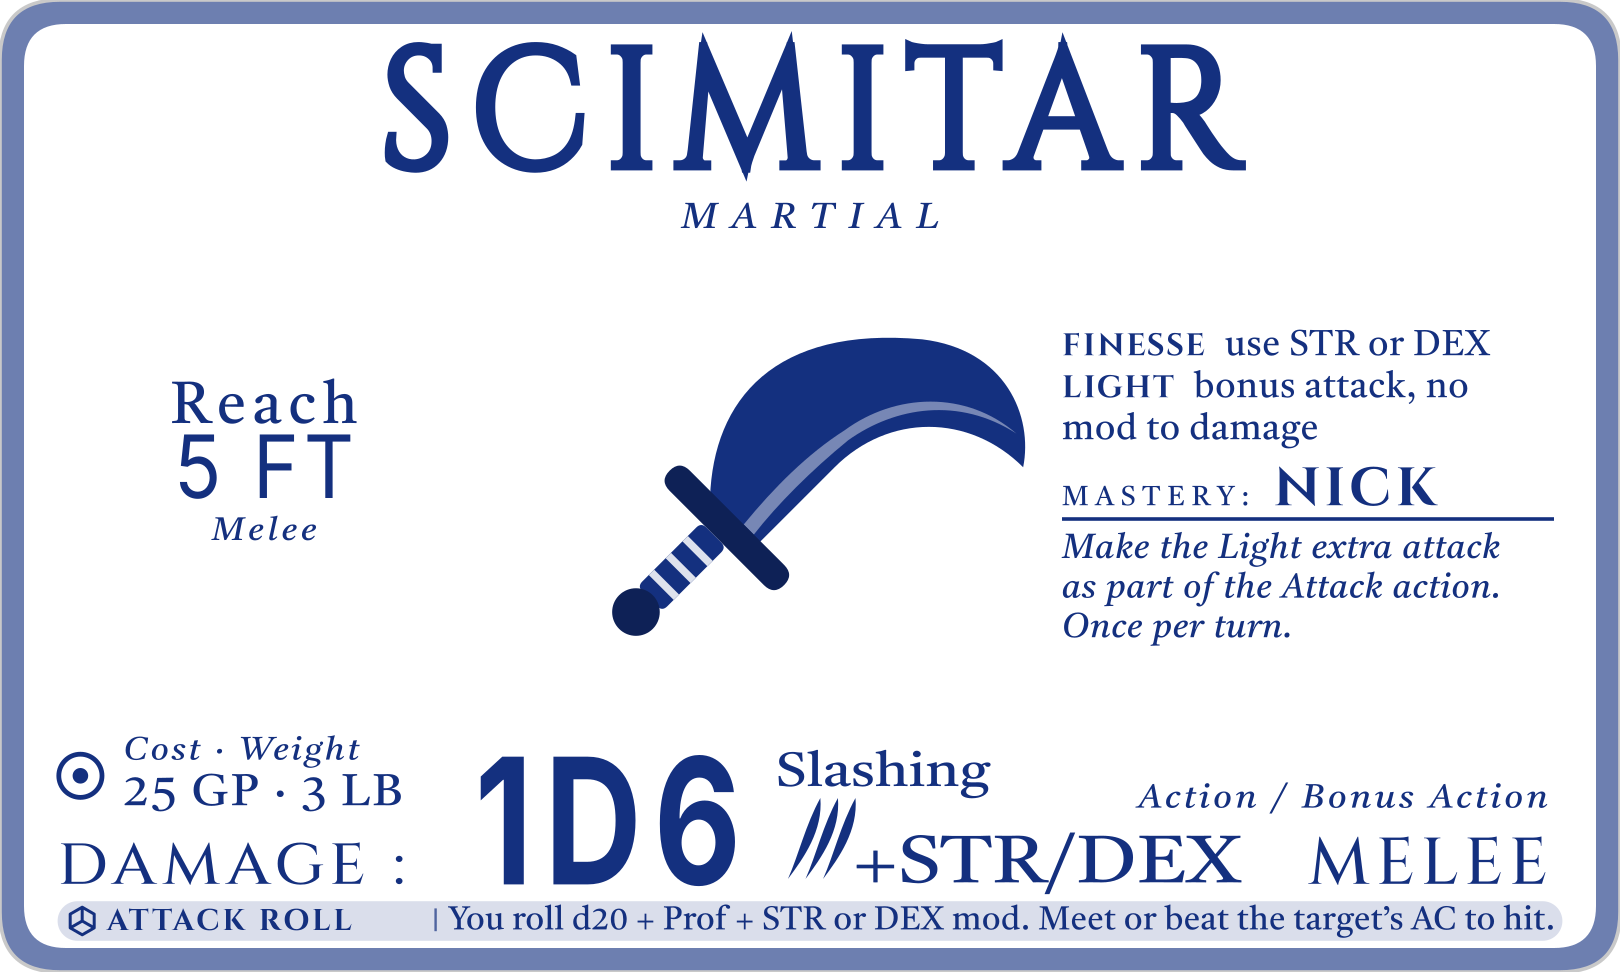 SCIMITAR
MARTIAL
Reach
5 FT
Melee
FINESSE use STR or DEX
LIGHT bonus attack, no
mod to damage
MASTERY: NICK
Make the Light extra attack
as part of the Attack action.
Once per turn.
Cost · Weight
25 GP · 3 LB
DAMAGE :
1D6
Slashing
+STR/DEX
Action / Bonus Action
MELEE
ATTACK ROLL | You roll d20 + Prof + STR or DEX mod. Meet or beat the target’s AC to hit.